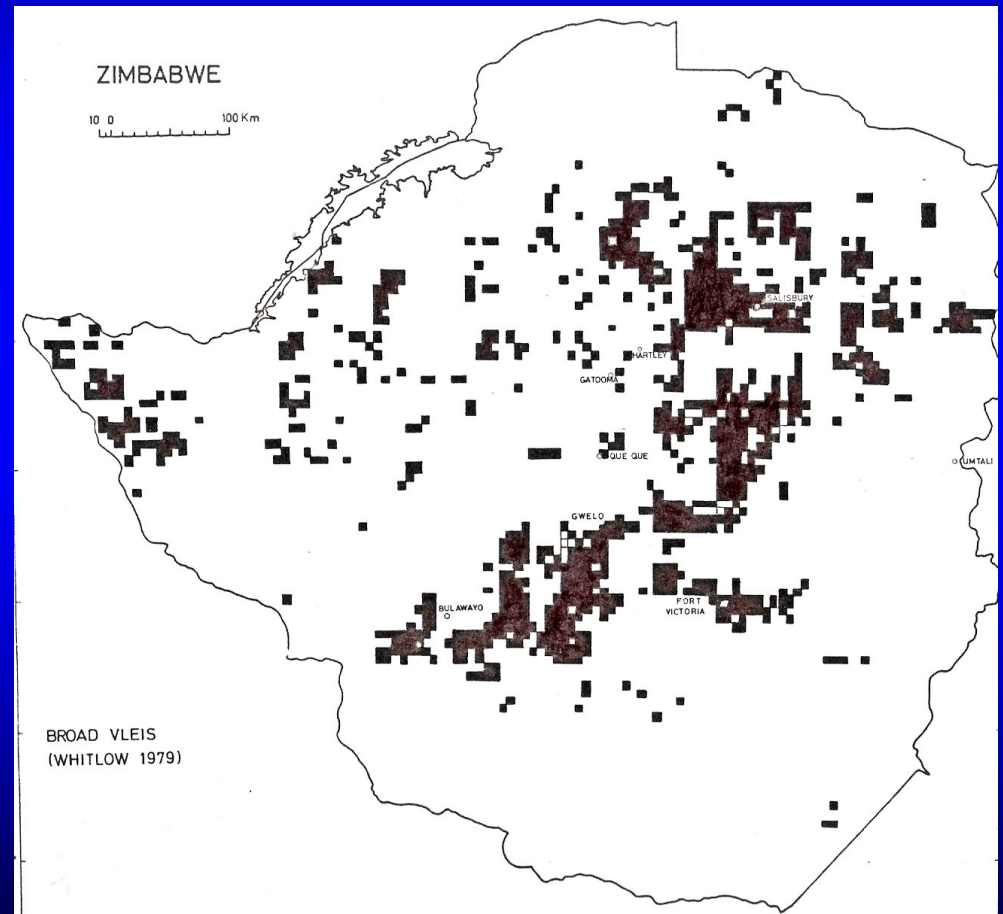 ZIMBABWE
10 0 100 Km
SALISBURY
HARTLEY
GATOOMA
QUE QUE
UMTALI
GWELO
BULAWAYO
FORT
VICTORIA
BROAD VLEIS
(WHITLOW 1979)